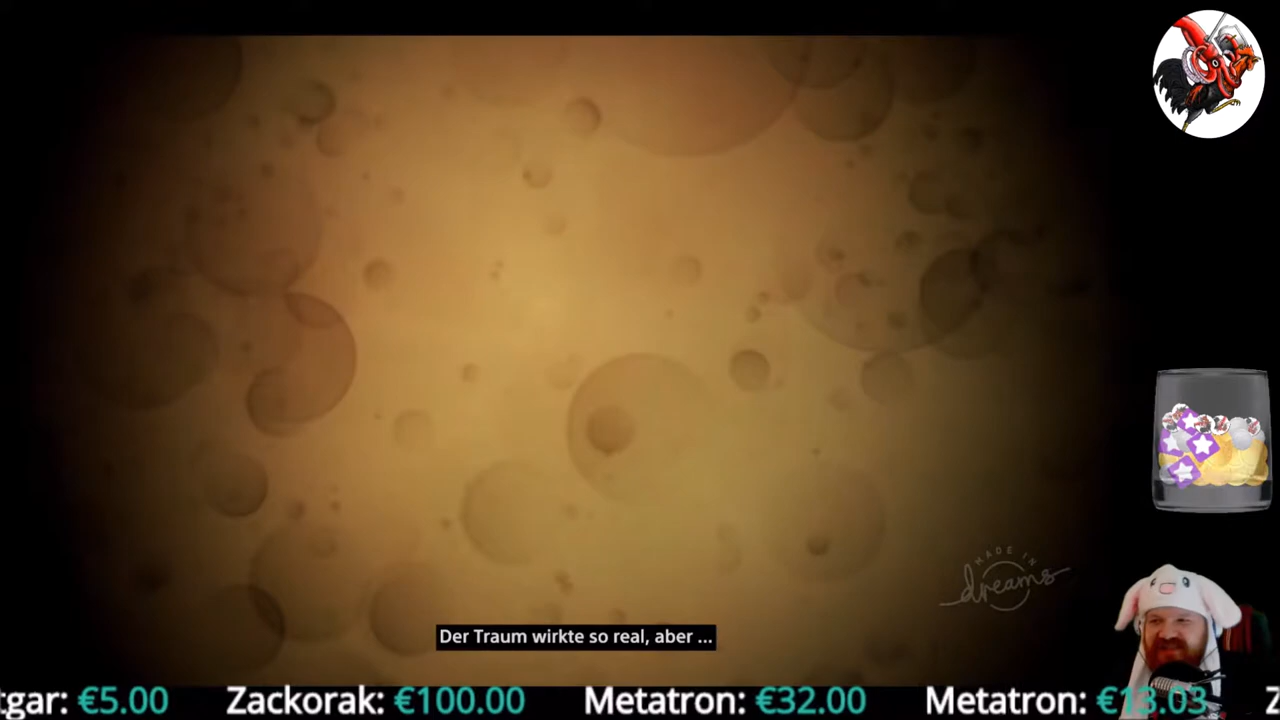 MADE IN
dreams
Der Traum wirkte so real, aber ...
tgar: €5.00 Zackorak: €100.00 Metatron: €32.00 Metatron: €13.03 Z